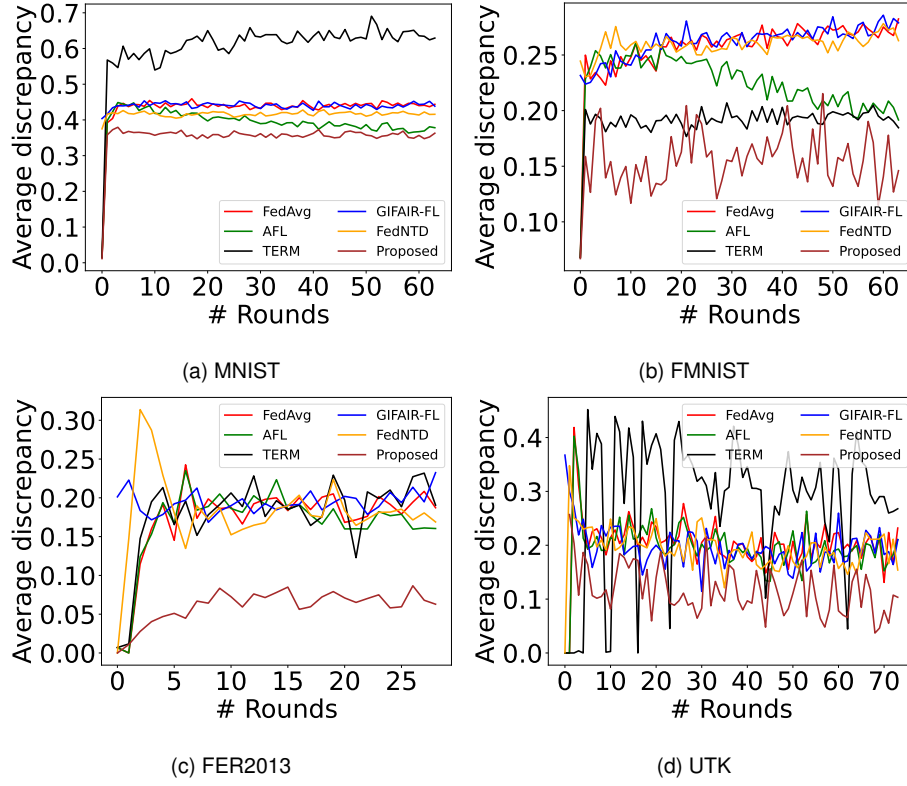 Average discrepancy
0.7
0.6
0.5
0.4
0.3
0.2
0.1
0.0
FedAvg GIFAIR-FL
AFL FedNTD
TERM Proposed
0 10 20 30 40 50 60
# Rounds
(a) MNIST
Average discrepancy
0.25
0.20
0.15
0.10
FedAvg GIFAIR-FL
AFL FedNTD
TERM Proposed
0 10 20 30 40 50 60
# Rounds
(b) FMNIST
Average discrepancy
0.30
0.25
0.20
0.15
0.10
0.05
0.00
FedAvg GIFAIR-FL
AFL FedNTD
TERM Proposed
0 5 10 15 20 25
# Rounds
(c) FER2013
Average discrepancy
0.4
0.3
0.2
0.1
0.0
FedAvg GIFAIR-FL
AFL FedNTD
TERM Proposed
0 10 20 30 40 50 60 70
# Rounds
(d) UTK